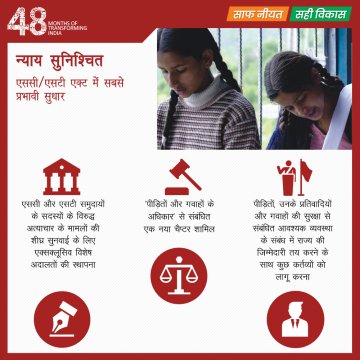 48 MONTHS OF
TRANSFORMING
INDIA
साफ नीयत सही विकास
न्याय सुनिश्चित
एससी/एसटी एक्ट में सबसे
प्रभावी सुधार
एससी और एसटी समुदायों
के सदस्यों के विरुद्ध
अत्याचार के मामलों की
शीघ्र सुनवाई के लिए
एक्सक्लूसिव विशेष
अदालतों की स्थापना
'पीड़ितों और गवाहों के
अधिकार' से संबंधित
एक नया चैप्टर शामिल
पीड़ितों, उनके प्रतिवादियों
और गवाहों की सुरक्षा से
संबंधित आवश्यक व्यवस्था
के संबंध में राज्य की
जिम्मेदारी तय करने के
साथ कुछ कर्तव्यों को
लागू करना